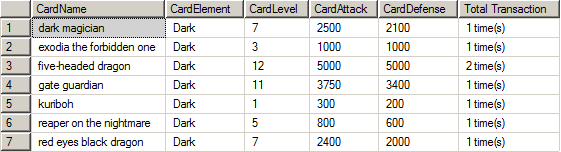 CardName CardElement CardLevel CardAttack CardDefense Total Transaction
1 dark magician Dark 7 2500 2100 1 time(s)
2 exodia the forbidden one Dark 3 1000 1000 1 time(s)
3 five-headed dragon Dark 12 5000 5000 2 time(s)
4 gate guardian Dark 11 3750 3400 1 time(s)
5 kuriboh Dark 1 300 200 1 time(s)
6 reaper on the nightmare Dark 5 800 600 1 time(s)
7 red eyes black dragon Dark 7 2400 2000 1 time(s)